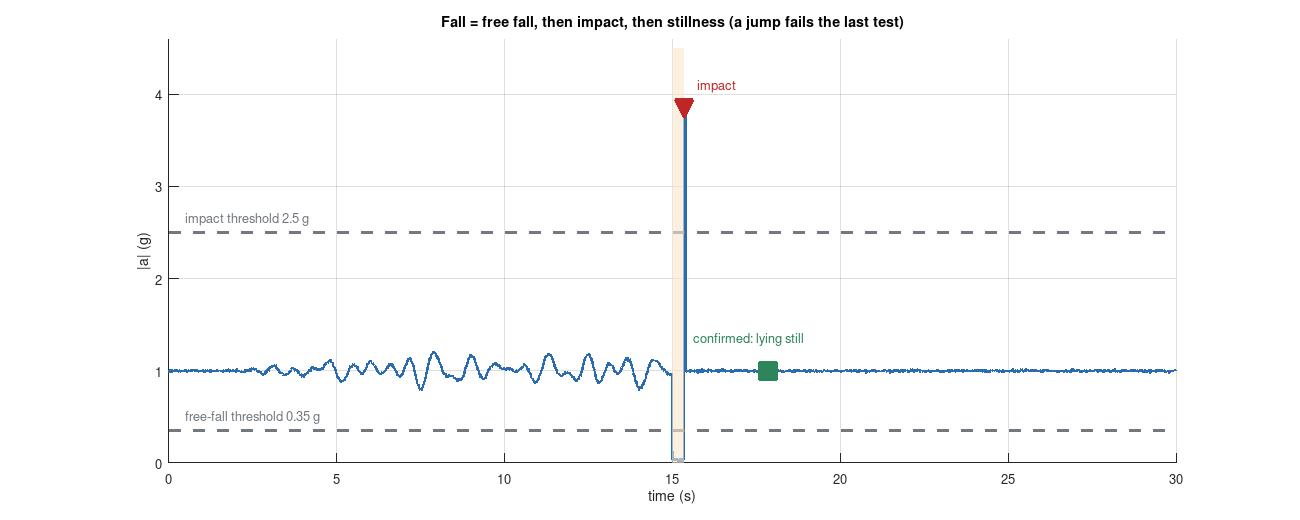 Fall = free fall, then impact, then stillness (a jump fails the last test)
impact
4
3
impact threshold 2.5 g
|a| (g)
2
confirmed: lying still
1
free-fall threshold 0.35 g
0
0 5 10 15 20 25 30
time (s)